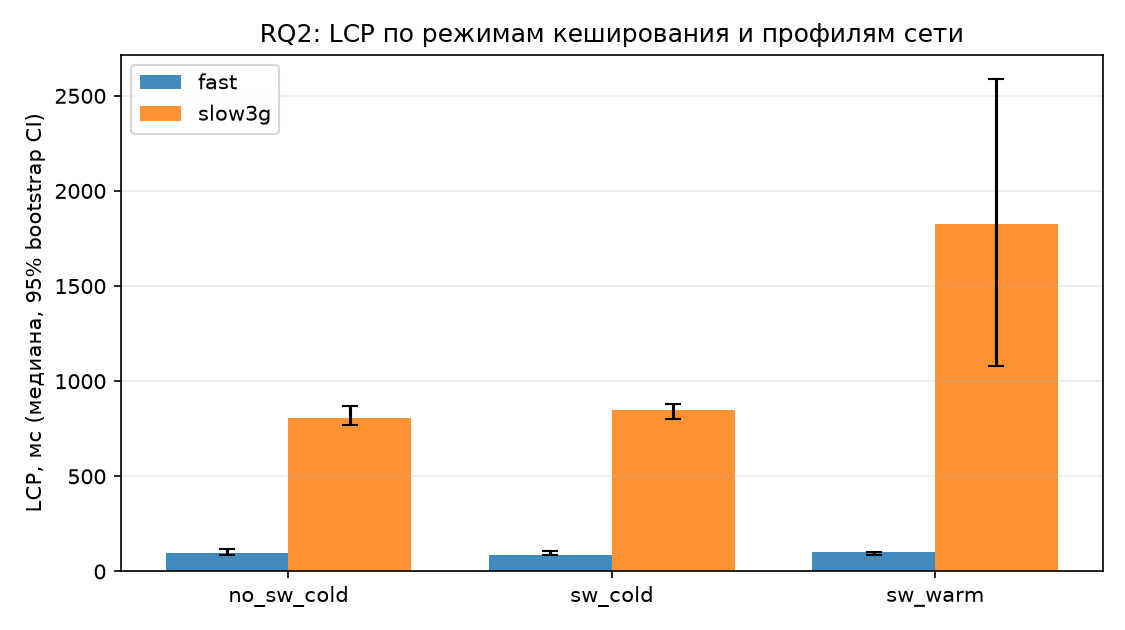 RQ2: LCP по режимам кеширования и профилям сети
fast
slow3g
LCP, мс (медиана, 95% bootstrap CI)
2500
2000
1500
1000
500
0
no_sw_cold
sw_cold
sw_warm